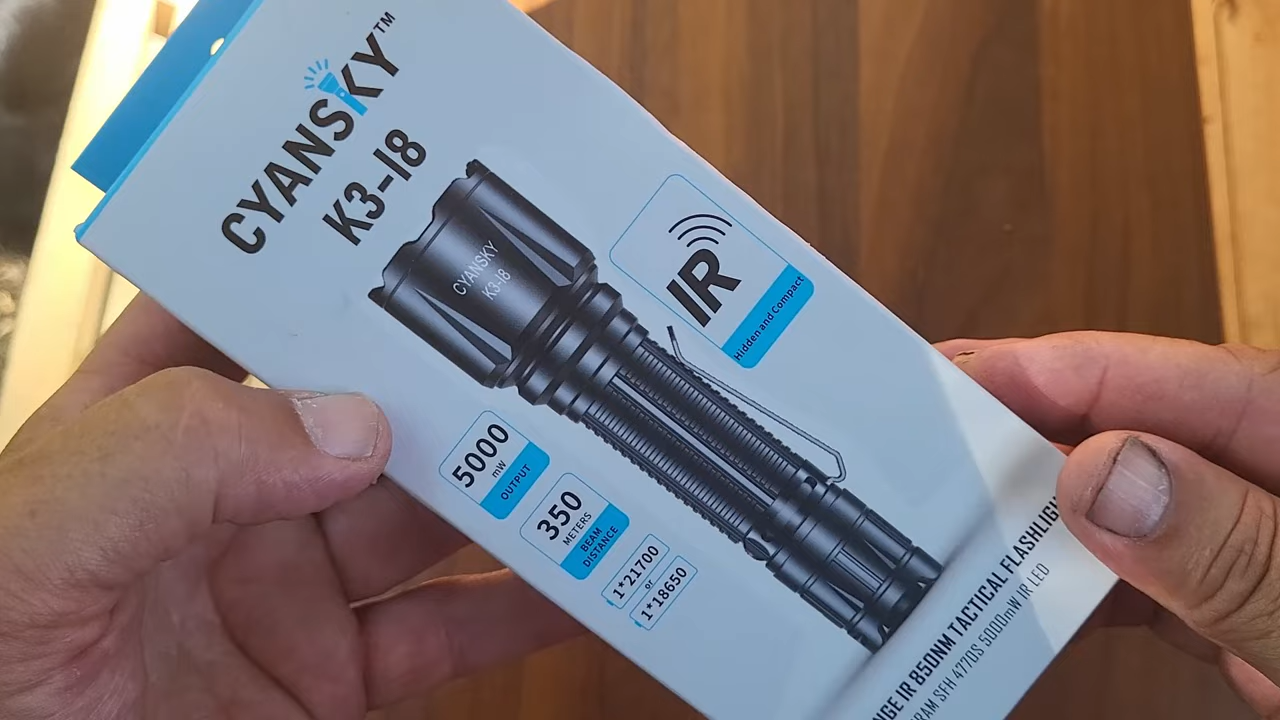 CYANSKY™
K3-I8
CYANSKY
K3-I8
IR
Hidden and Compact
5000
mW
OUTPUT
350
METERS
BEAM
DISTANCE
1*21700
or
1*18650
IR 850NM TACTICAL FLASHLIGHT
SFH 4770S 5000mW IR LED